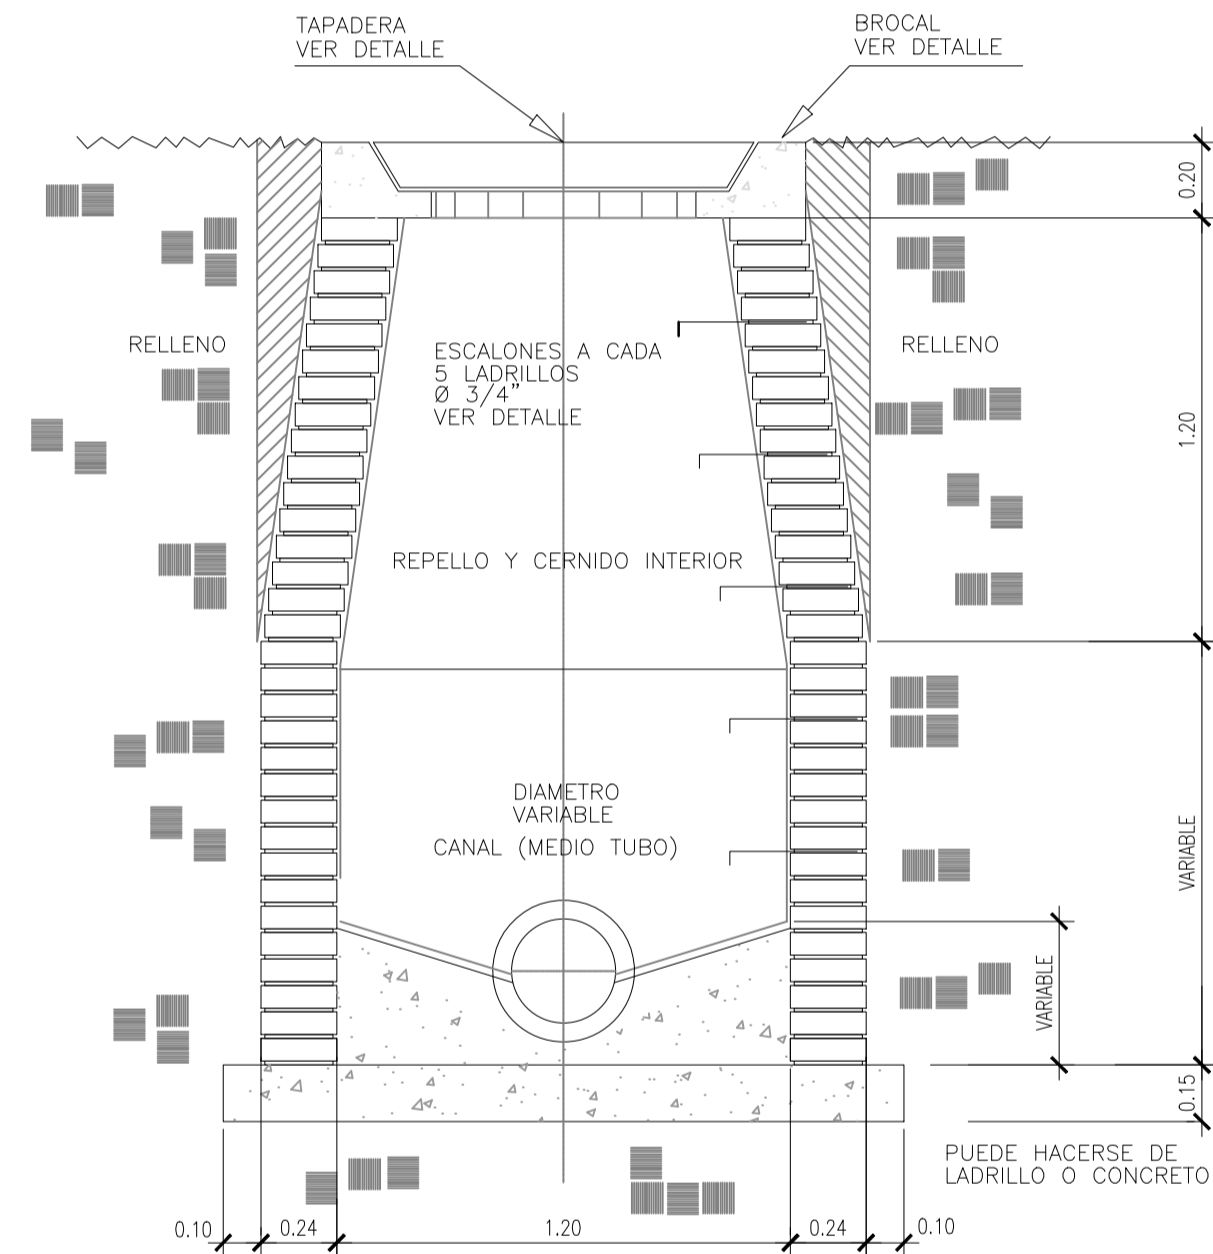 TAPADERA
VER DETALLE
BROCAL
VER DETALLE
0.20
RELLENO
ESCALONES A CADA
5 LADRILLOS
Ø 3/4"
VER DETALLE
RELLENO
1.20
REPELLO Y CERNIDO INTERIOR
DIAMETRO
VARIABLE
CANAL (MEDIO TUBO)
VARIABLE
VARIABLE
0.15
PUEDE HACERSE DE
LADRILLO O CONCRETO
0.10
0.24
1.20
0.24
0.10